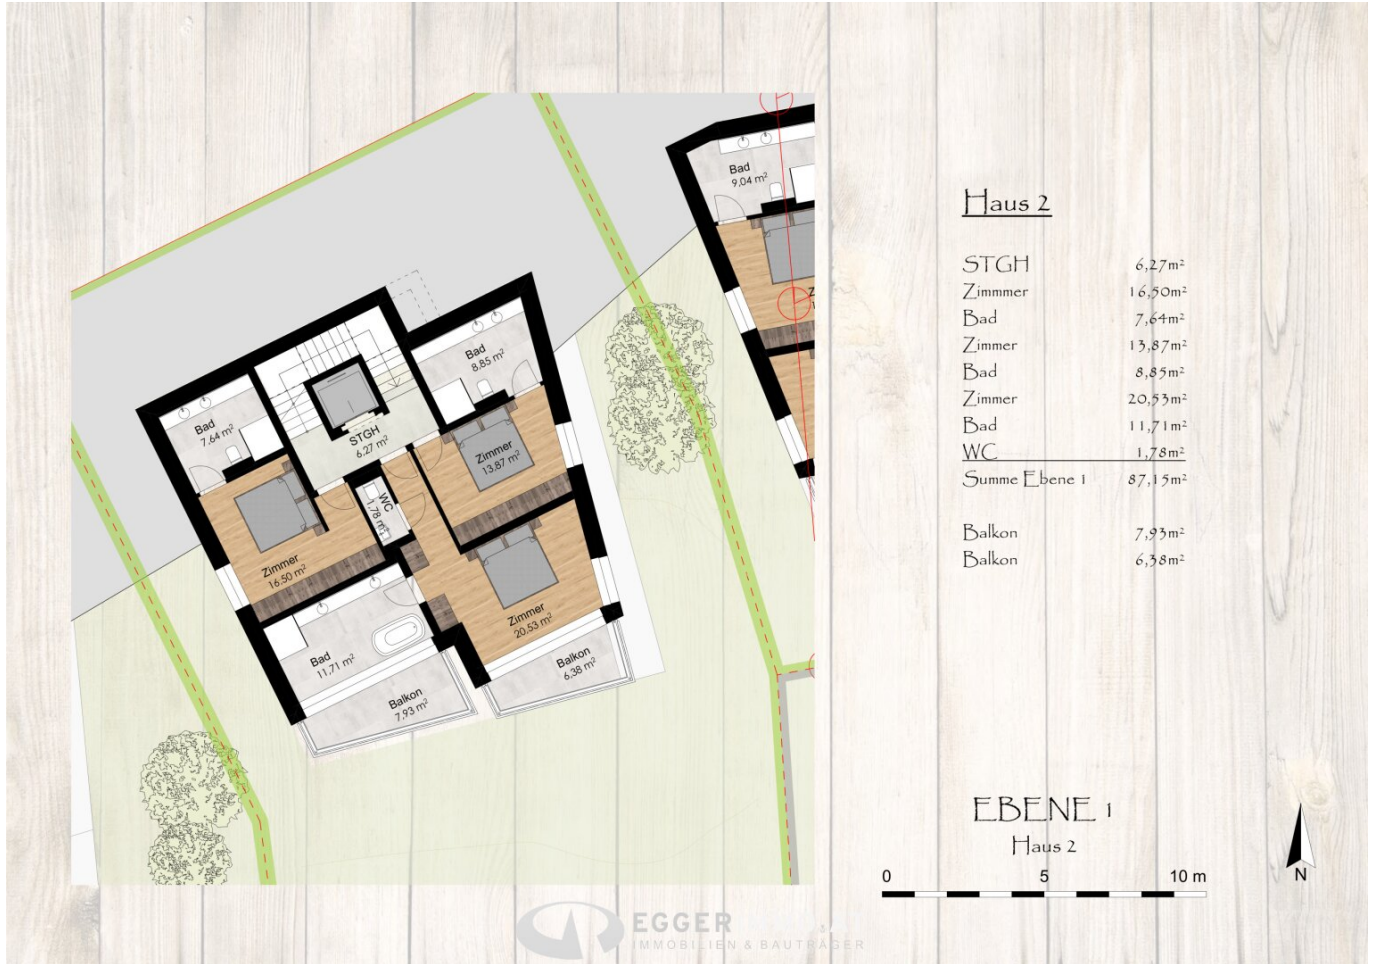 Bad
9,04 m²
Z
Bad
8.85 m²
Bad
7,64 m²
STGH
6.27 m²
Zimmer
13,87 m²
WC
1,78 m²
Zimmer
16.50 m²
Zimmer
20.53 m²
Bad
11,71 m²
Balkon
6,38 m²
Balkon
7,93 m²
Haus 2
STGH 6,27m²
Zimmmer 16,50m²
Bad 7,64m²
Zimmer 13,87m²
Bad 8,85m²
Zimmer 20,53m²
Bad 11,71m²
WC 1,78m²
Summe Ebene 1 87,15m²
Balkon 7,93m²
Balkon 6,38m²
EBENE 1
Haus 2
0 5 10 m
N
EGGER
IMMOBILIEN & BAUTRÄGER